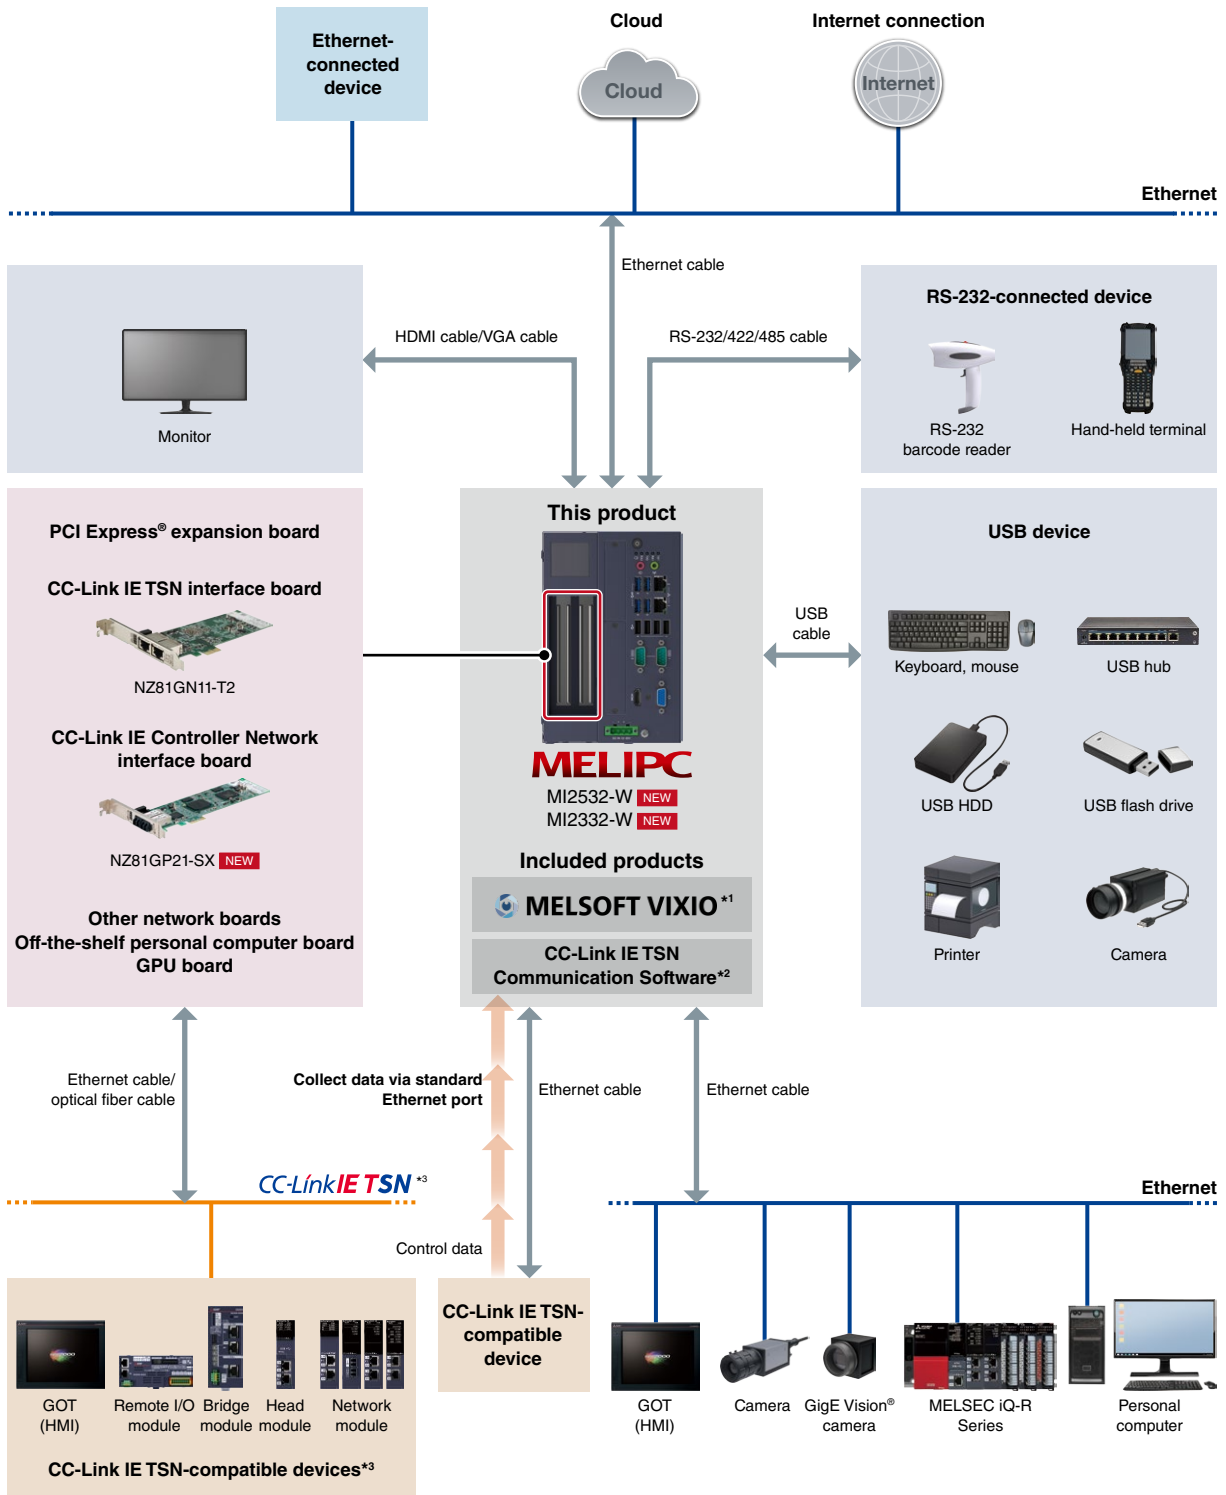 Ethernet-
connected
device
Cloud
Cloud
Internet connection
Internet
Ethernet
Ethernet cable
HDMI cable/VGA cable
RS-232/422/485 cable
Monitor
RS-232-connected device
RS-232
barcode reader
Hand-held terminal
PCI Express® expansion board
CC-Link IE TSN interface board
NZ81GN11-T2
CC-Link IE Controller Network
interface board
NZ81GP21-SX NEW
Other network boards
Off-the-shelf personal computer board
GPU board
This product
MELIPC
MI2532-W NEW
MI2332-W NEW
Included products
MELSOFT VIXIO*1
CC-Link IE TSN
Communication Software*2
USB
cable
USB device
Keyboard, mouse
USB hub
USB HDD
USB flash drive
Printer
Camera
Ethernet cable/
optical fiber cable
Collect data via standard
Ethernet port
Ethernet cable
Ethernet cable
CC-Link IE TSN *3
Control data
Ethernet
GOT
(HMI)
Remote I/O
module
Bridge
module
Head
module
Network
module
CC-Link IE TSN-compatible devices*3
CC-Link IE TSN-
compatible
device
GOT
(HMI)
Camera
GigE Vision®
camera
MELSEC iQ-R
Series
Personal
computer